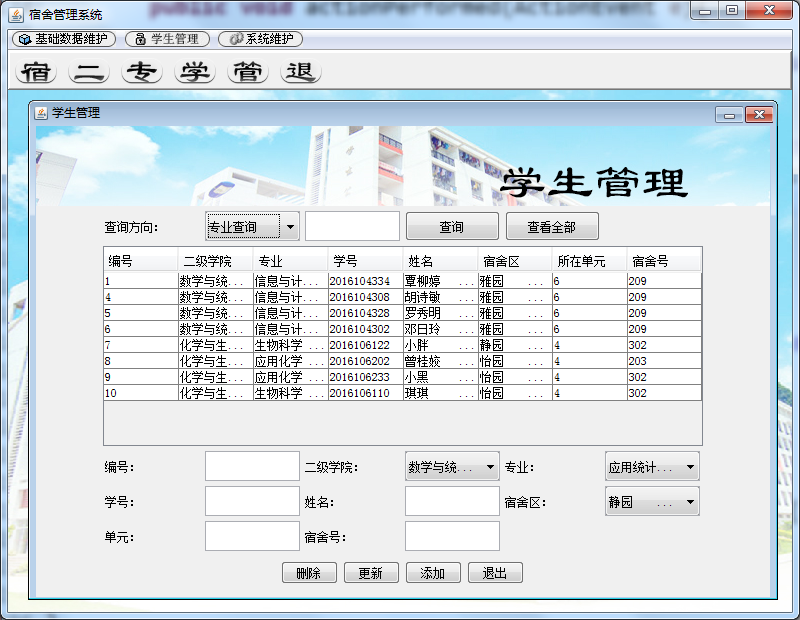 public void actionPerformed(ActionEvent e
宿舍管理系统
基础数据维护 学生管理 系统维护
宿 二 专 学 管 退
学生管理
学生管理
查询方向： 专业查询 查询 查看全部
编号 二级学院 专业 学号 姓名 宿舍区 所在单元 宿舍号
1 数学与统... 信息与计... 2016104334 覃柳婷 ... 雅园 ... 6 209
4 数学与统... 信息与计... 2016104308 胡诗敏 ... 雅园 ... 6 209
5 数学与统... 信息与计... 2016104328 罗秀明 ... 雅园 ... 6 209
6 数学与统... 信息与计... 2016104302 邓日玲 ... 雅园 ... 6 209
7 化学与生... 生物科学 ... 2016106122 小胖 ... 静园 ... 4 302
8 化学与生... 应用化学 ... 2016106202 曾桂姣 ... 怡园 ... 4 203
9 化学与生... 应用化学 ... 2016106233 小黑 ... 怡园 ... 4 302
10 化学与生... 生物科学 ... 2016106110 琪琪 ... 怡园 ... 4 302
编号： 二级学院： 数学与统... 专业： 应用统计...
学号： 姓名： 宿舍区： 静园 ...
单元： 宿舍号：
删除 更新 添加 退出